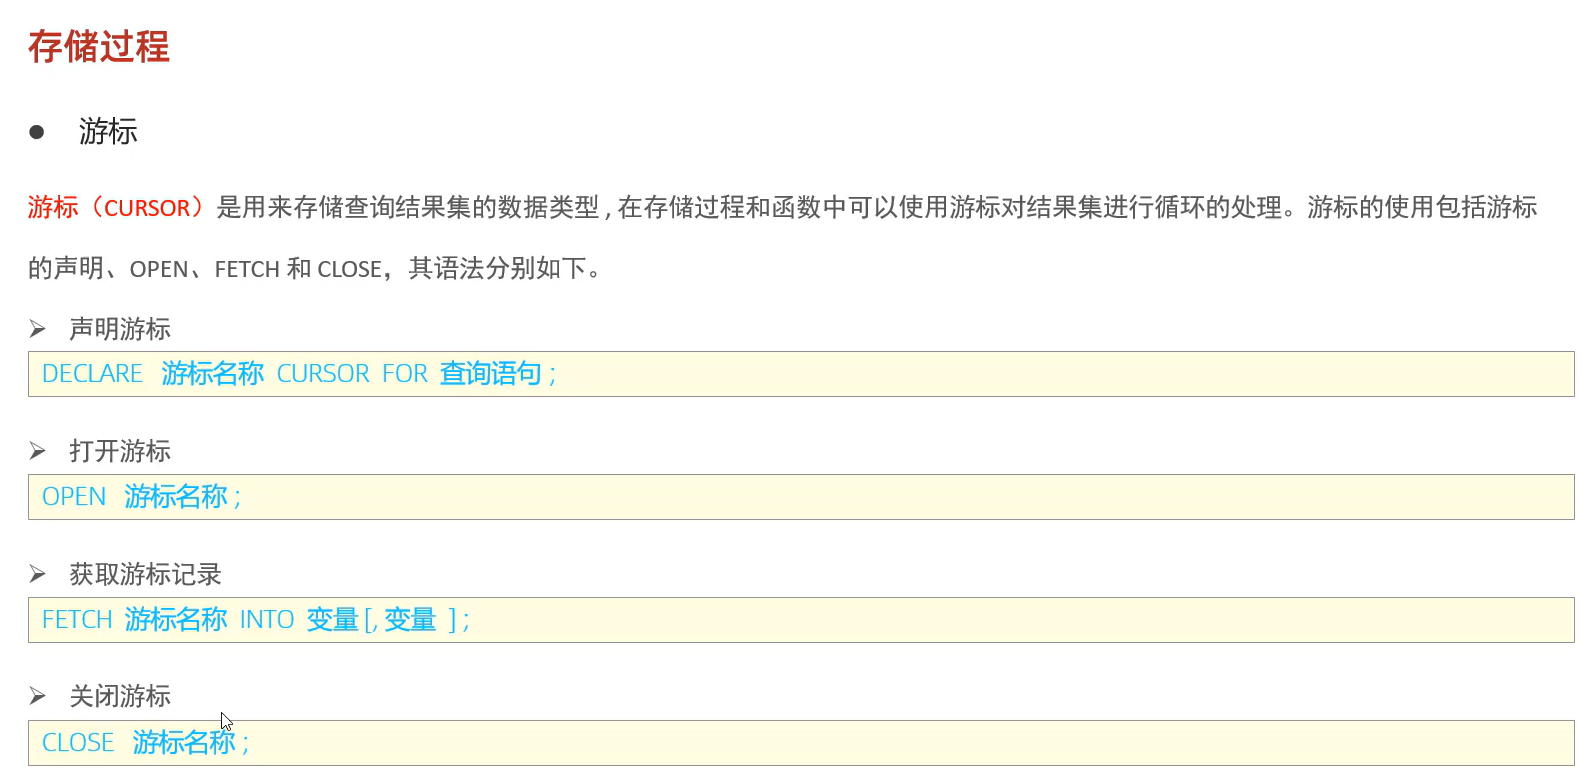 存储过程
● 游标
游标（CURSOR）是用来存储查询结果集的数据类型 , 在存储过程和函数中可以使用游标对结果集进行循环的处理。游标的使用包括游标
的声明、OPEN、FETCH 和 CLOSE，其语法分别如下。
➢ 声明游标
DECLARE 游标名称 CURSOR FOR 查询语句 ;
➢ 打开游标
OPEN 游标名称 ;
➢ 获取游标记录
FETCH 游标名称 INTO 变量 [, 变量 ] ;
➢ 关闭游标
CLOSE 游标名称 ;